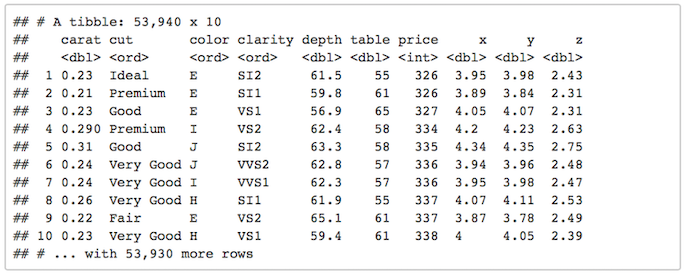 ## # A tibble: 53,940 x 10
##    carat cut       color clarity depth table price     x     y     z
##    <dbl> <ord>     <ord> <ord>   <dbl> <dbl> <int> <dbl> <dbl> <dbl>
##  1 0.23  Ideal     E     SI2      61.5    55   326  3.95  3.98  2.43
##  2 0.21  Premium   E     SI1      59.8    61   326  3.89  3.84  2.31
##  3 0.23  Good      E     VS1      56.9    65   327  4.05  4.07  2.31
##  4 0.290 Premium   I     VS2      62.4    58   334  4.2   4.23  2.63
##  5 0.31  Good      J     SI2      63.3    58   335  4.34  4.35  2.75
##  6 0.24  Very Good J     VVS2     62.8    57   336  3.94  3.96  2.48
##  7 0.24  Very Good I     VVS1     62.3    57   336  3.95  3.98  2.47
##  8 0.26  Very Good H     SI1      61.9    55   337  4.07  4.11  2.53
##  9 0.22  Fair      E     VS2      65.1    61   337  3.87  3.78  2.49
## 10 0.23  Very Good H     VS1      59.4    61   338  4     4.05  2.39
## # ... with 53,930 more rows